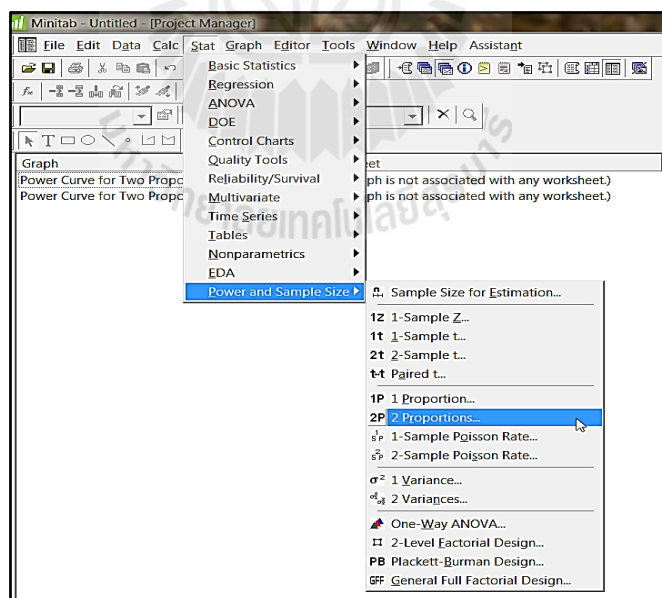 Minitab - Untitled - [Project Manager]
File Edit Data Calc Stat Graph Editor Tools Window Help Assistant
Basic Statistics
Regression
ANOVA
DOE
Control Charts
Quality Tools
Reliability/Survival
Multivariate
Time Series
Tables
Nonparametrics
EDA
Power and Sample Size
Graph
eet
Power Curve for Two Propo
ph is not associated with any worksheet.)
Power Curve for Two Propo
ph is not associated with any worksheet.)
Sample Size for Estimation...
1Z 1-Sample Z...
1t 1-Sample t...
2t 2-Sample t...
t-t Paired t...
1P 1 Proportion...
2P 2 Proportions...
1-Sample Poisson Rate...
2-Sample Poisson Rate...
σ² 1 Variance...
2 Variances...
One-Way ANOVA...
2-Level Factorial Design...
PB Plackett-Burman Design...
GFF General Full Factorial Design...